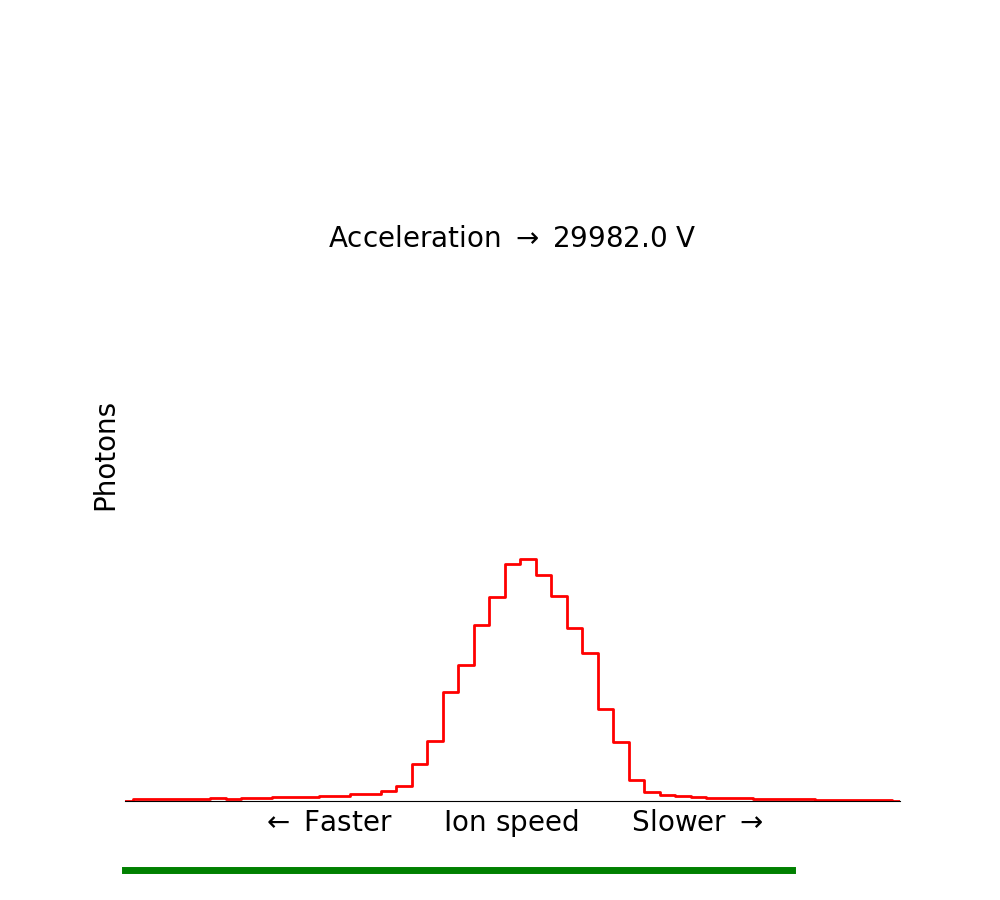 Acceleration → 29982.0 V
Photons
← Faster Ion speed Slower →